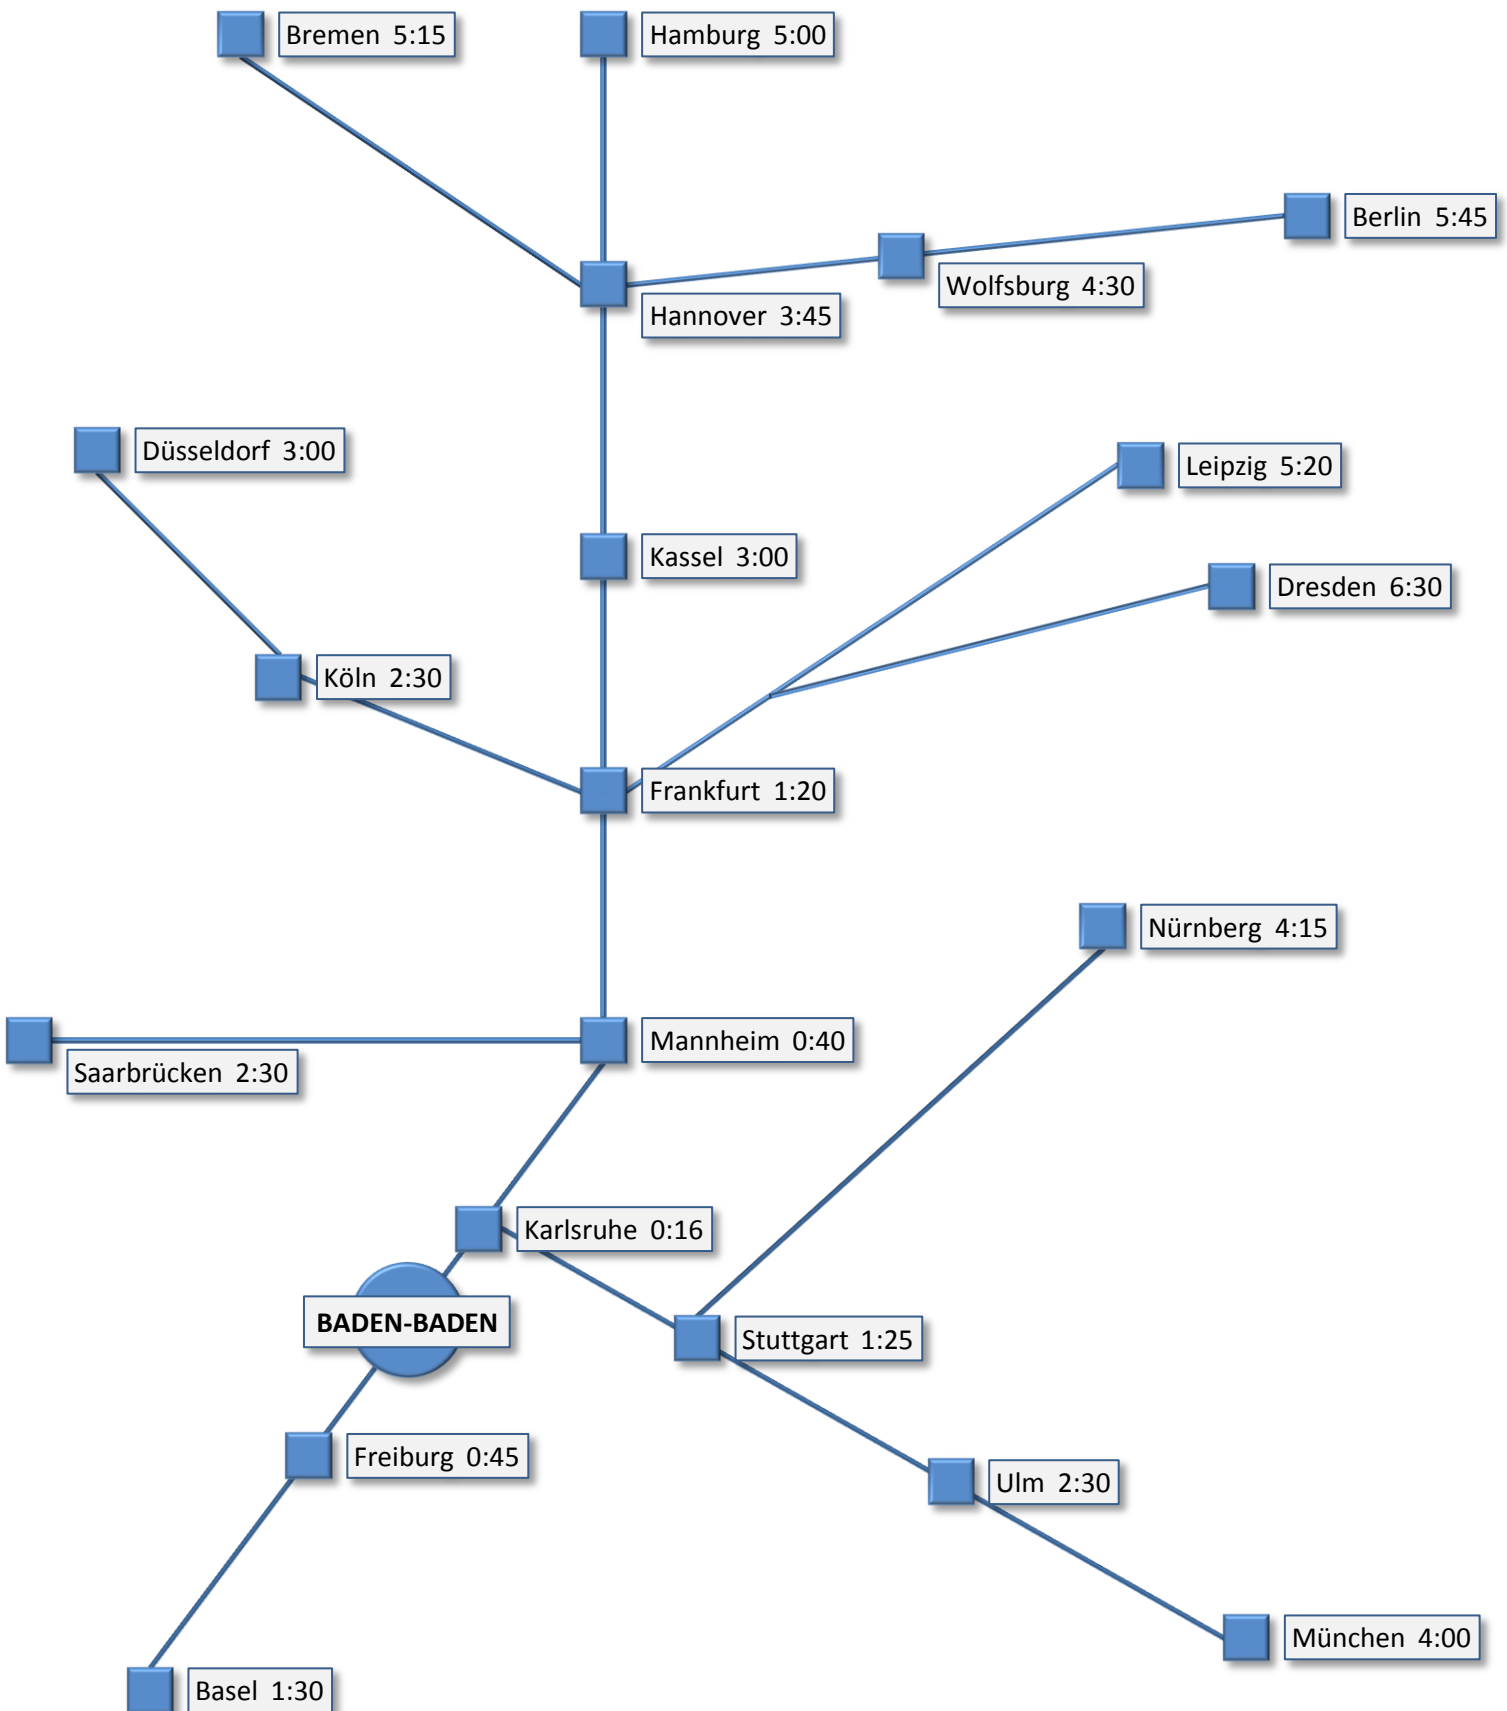 Bremen 5:15
Hamburg 5:00
Berlin 5:45
Wolfsburg 4:30
Hannover 3:45
Düsseldorf 3:00
Leipzig 5:20
Kassel 3:00
Dresden 6:30
Köln 2:30
Frankfurt 1:20
Nürnberg 4:15
Mannheim 0:40
Saarbrücken 2:30
Karlsruhe 0:16
BADEN-BADEN
Stuttgart 1:25
Freiburg 0:45
Ulm 2:30
München 4:00
Basel 1:30